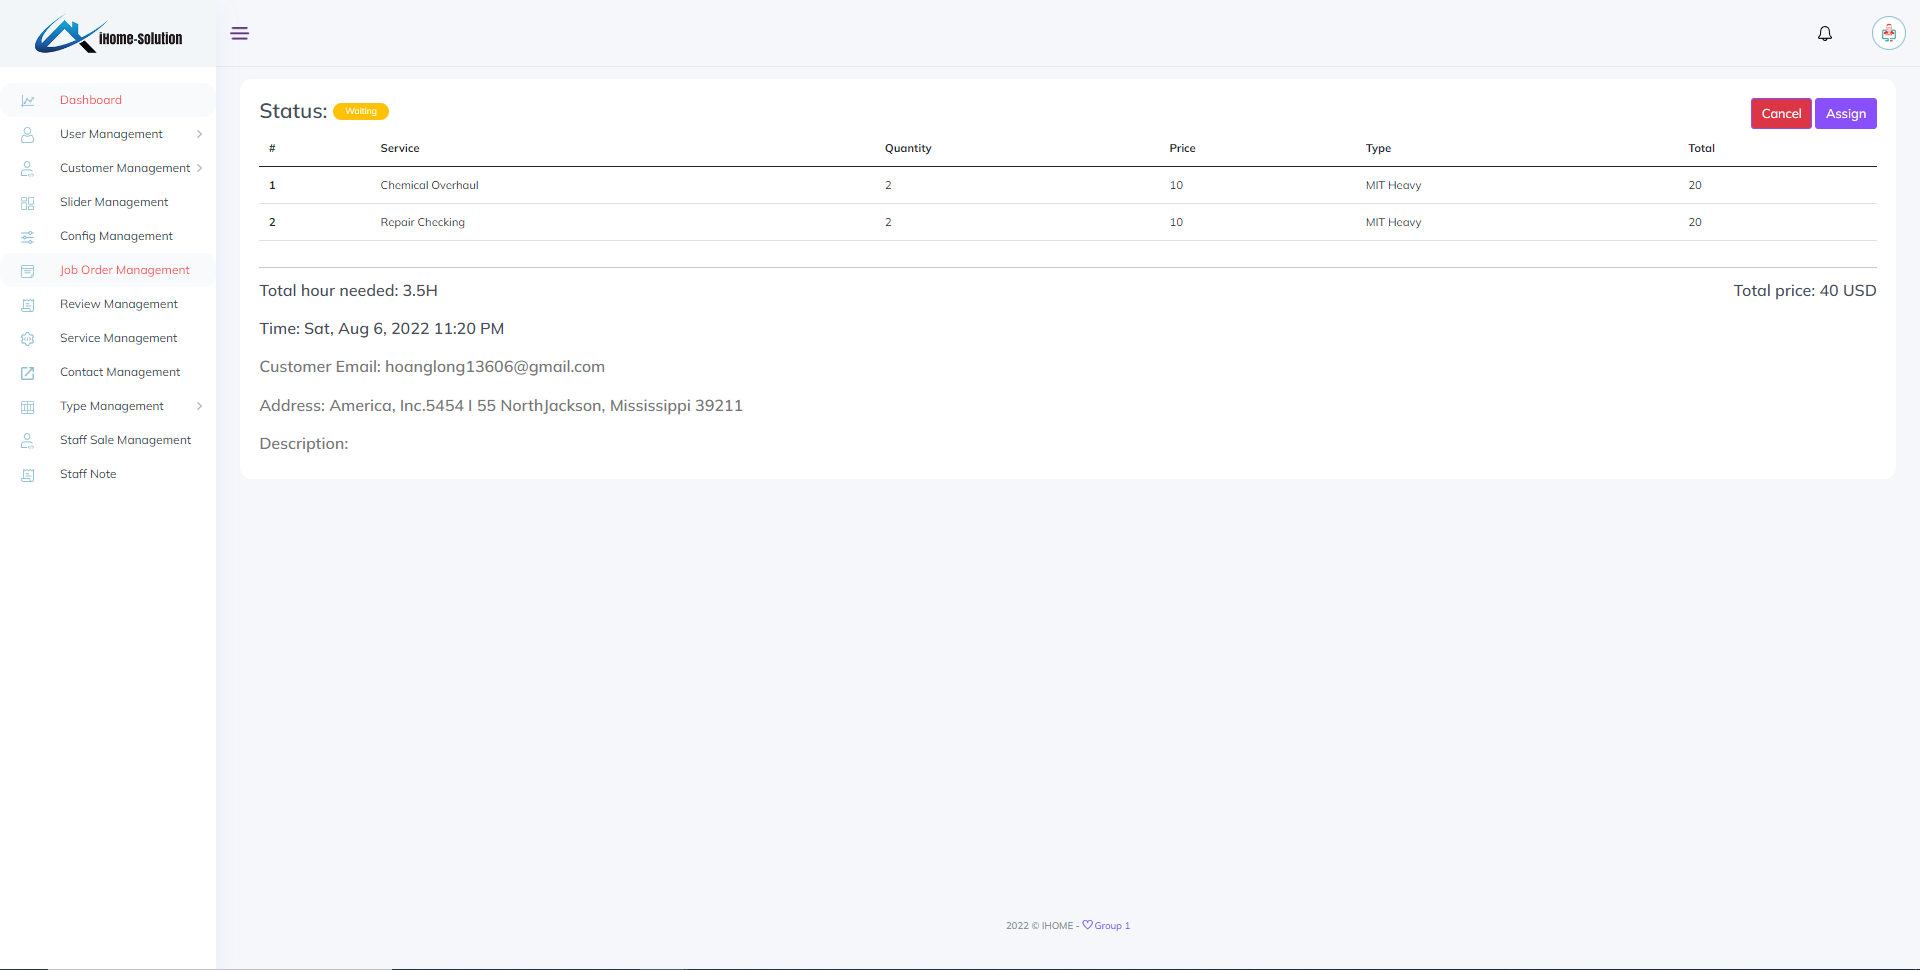 iHome-Solution
Dashboard
User Management
Customer Management
Slider Management
Config Management
Job Order Management
Review Management
Service Management
Contact Management
Type Management
Staff Sale Management
Staff Note
Status: Waiting
Cancel Assign
# Service Quantity Price Type Total
1 Chemical Overhaul 2 10 MIT Heavy 20
2 Repair Checking 2 10 MIT Heavy 20
Total hour needed: 3.5H Total price: 40 USD
Time: Sat, Aug 6, 2022 11:20 PM
Customer Email: hoanglong13606@gmail.com
Address: America, Inc.5454 I 55 NorthJackson, Mississippi 39211
Description:
2022 © IHOME - ♡ Group 1